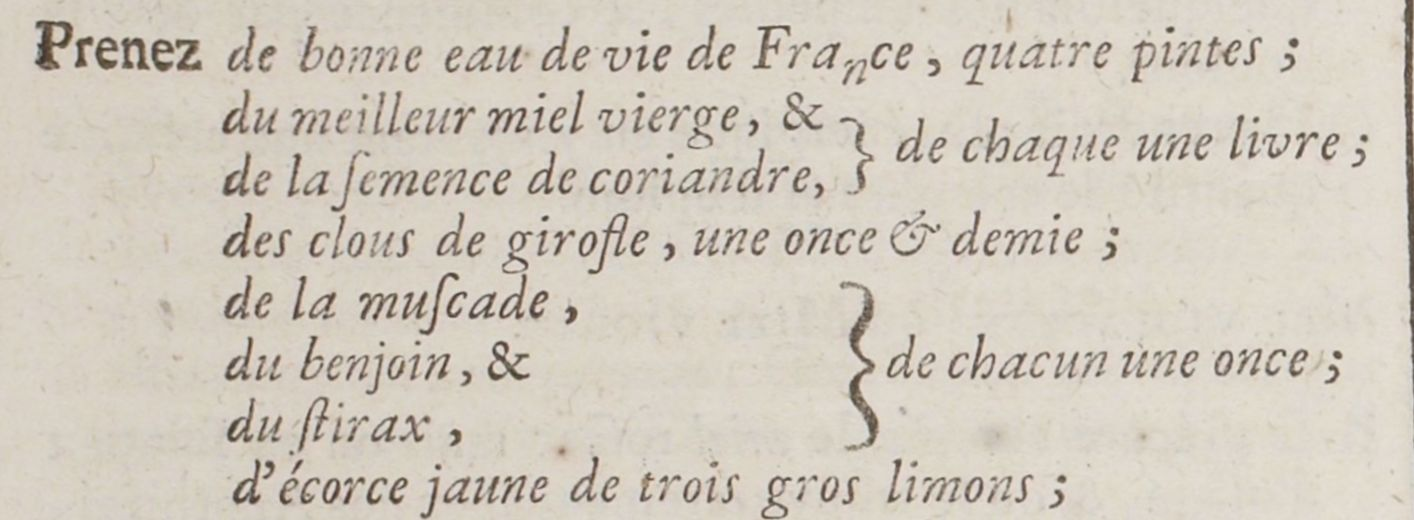 Prenez de bonne eau de vie de France, quatre pintes ;
du meilleur miel vierge, &
de la ſemence de coriandre, } de chaque une livre ;
des clous de girofle, une once & demie ;
de la muſcade,
du benjoin, & } de chacun une once ;
du ſtirax,
d'écorce jaune de trois gros limons ;